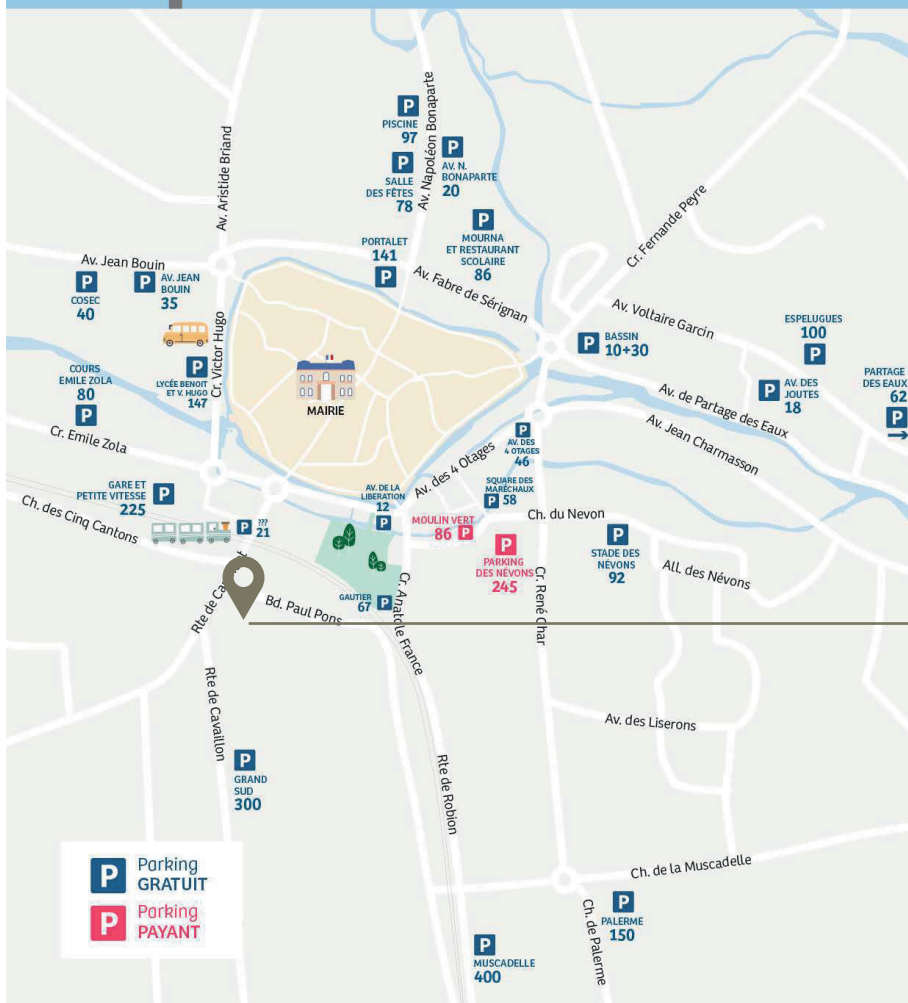 P
PISCINE
97
Av. Napoléon Bonaparte
P
AV. N.
BONAPARTE
20
P
SALLE
DES FÊTES
78
Av. Aristide Briand
P
MOURNA
ET RESTAURANT
SCOLAIRE
86
Cr. Fernande Peyre
PORTALET
141
P
Av. Jean Bouin
P
COSEC
40
P
AV. JEAN
BOUIN
35
Av. Fabre de Sérignan
Av. Voltaire Garcin
ESPELUGUES
100
P
P
BASSIN
10+30
Cr. Victor Hugo
P
LYCÉE BENOIT
ET V. HUGO
147
COURS
EMILE ZOLA
80
P
MAIRIE
PARTAGE
DES EAUX
62
P
P
AV. DES
JOUTES
18
Av. de Partage des Eaux
Cr. Emile Zola
P
AV. DES
4 OTAGES
46
Av. Jean Charmasson
Av. des 4 Otages
GARE ET
PETITE VITESSE
225
P
AV. DE LA
LIBERATION
12
P
SQUARE DES
MARÉCHAUX
58
P
Ch. des Cinq Cantons
P
???
21
MOULIN VERT
86
P
Ch. du Nevon
P
PARKING
DES NÉVONS
245
P
STADE DES
NÉVONS
92
All. des Névons
Rte de Ca
Bd. Paul Pons
GAUTIER
67
P
Cr. Anatole France
Cr. René Char
Rte de Cavaillon
Av. des Liserons
P
GRAND
SUD
300
Rte de Robion
P
Parking
GRATUIT
P
Parking
PAYANT
Ch. de la Muscadelle
P
PALERME
150
Ch. de Palerme
P
MUSCADELLE
400